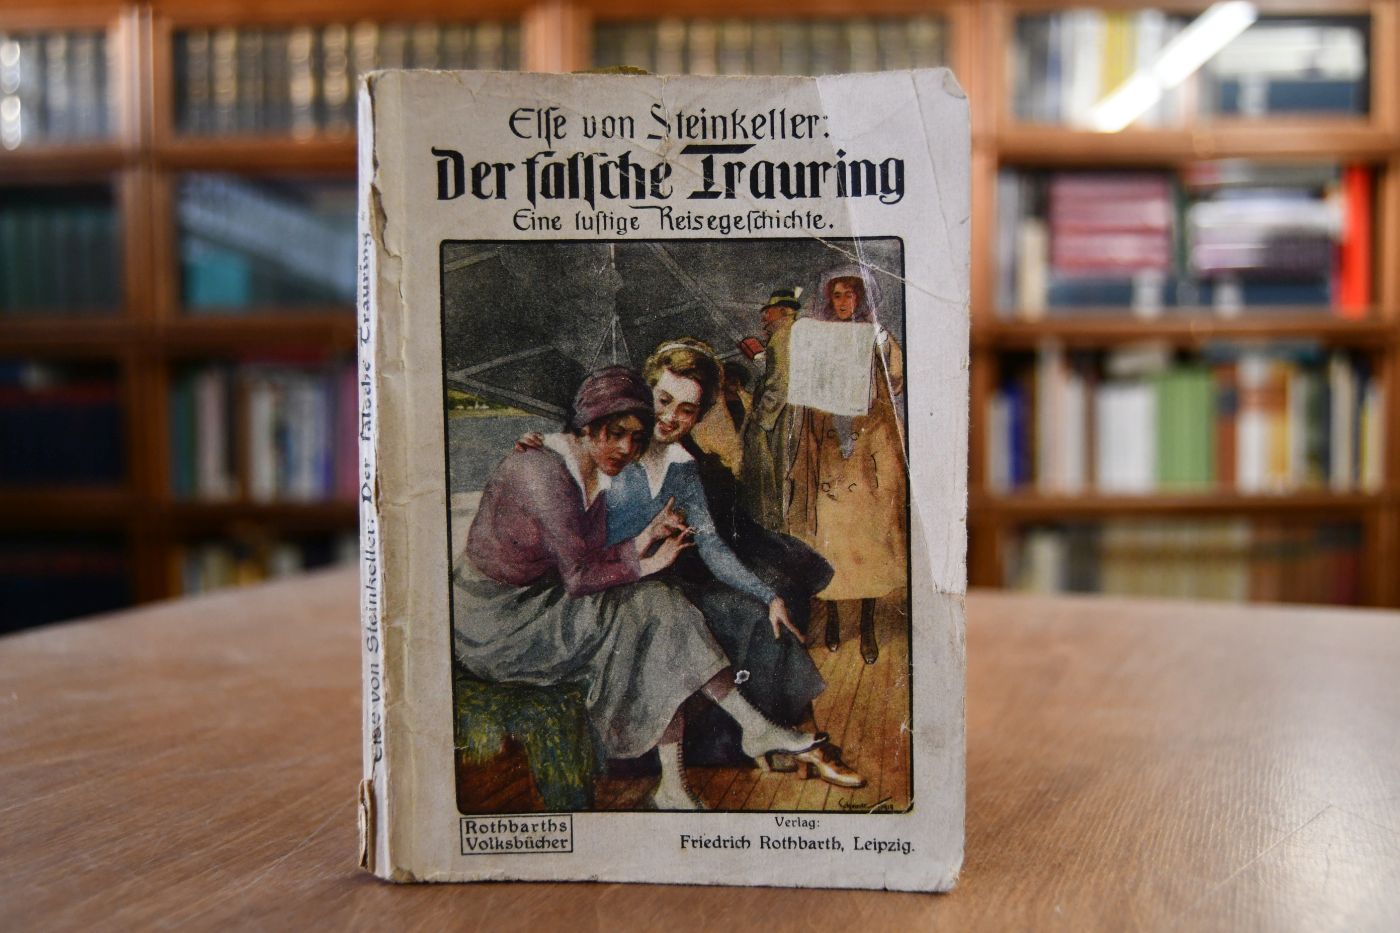 Elſe von Steinkeller:
Der falſche Trauring
Eine luſtige Reisegeſchichte.
Rothbarths
Volksbücher
Verlag:
Friedrich Rothbarth, Leipzig.
Elſe von Steinkeller: Der falſche Trauring